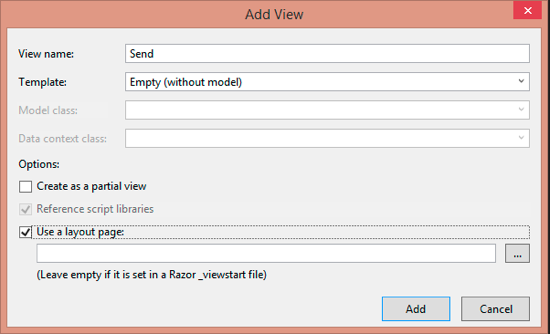 Add View
View name: Send
Template: Empty (without model)
Model class:
Data context class:
Options:
Create as a partial view
Reference script libraries
Use a layout page:
...
(Leave empty if it is set in a Razor _viewstart file)
Add Cancel